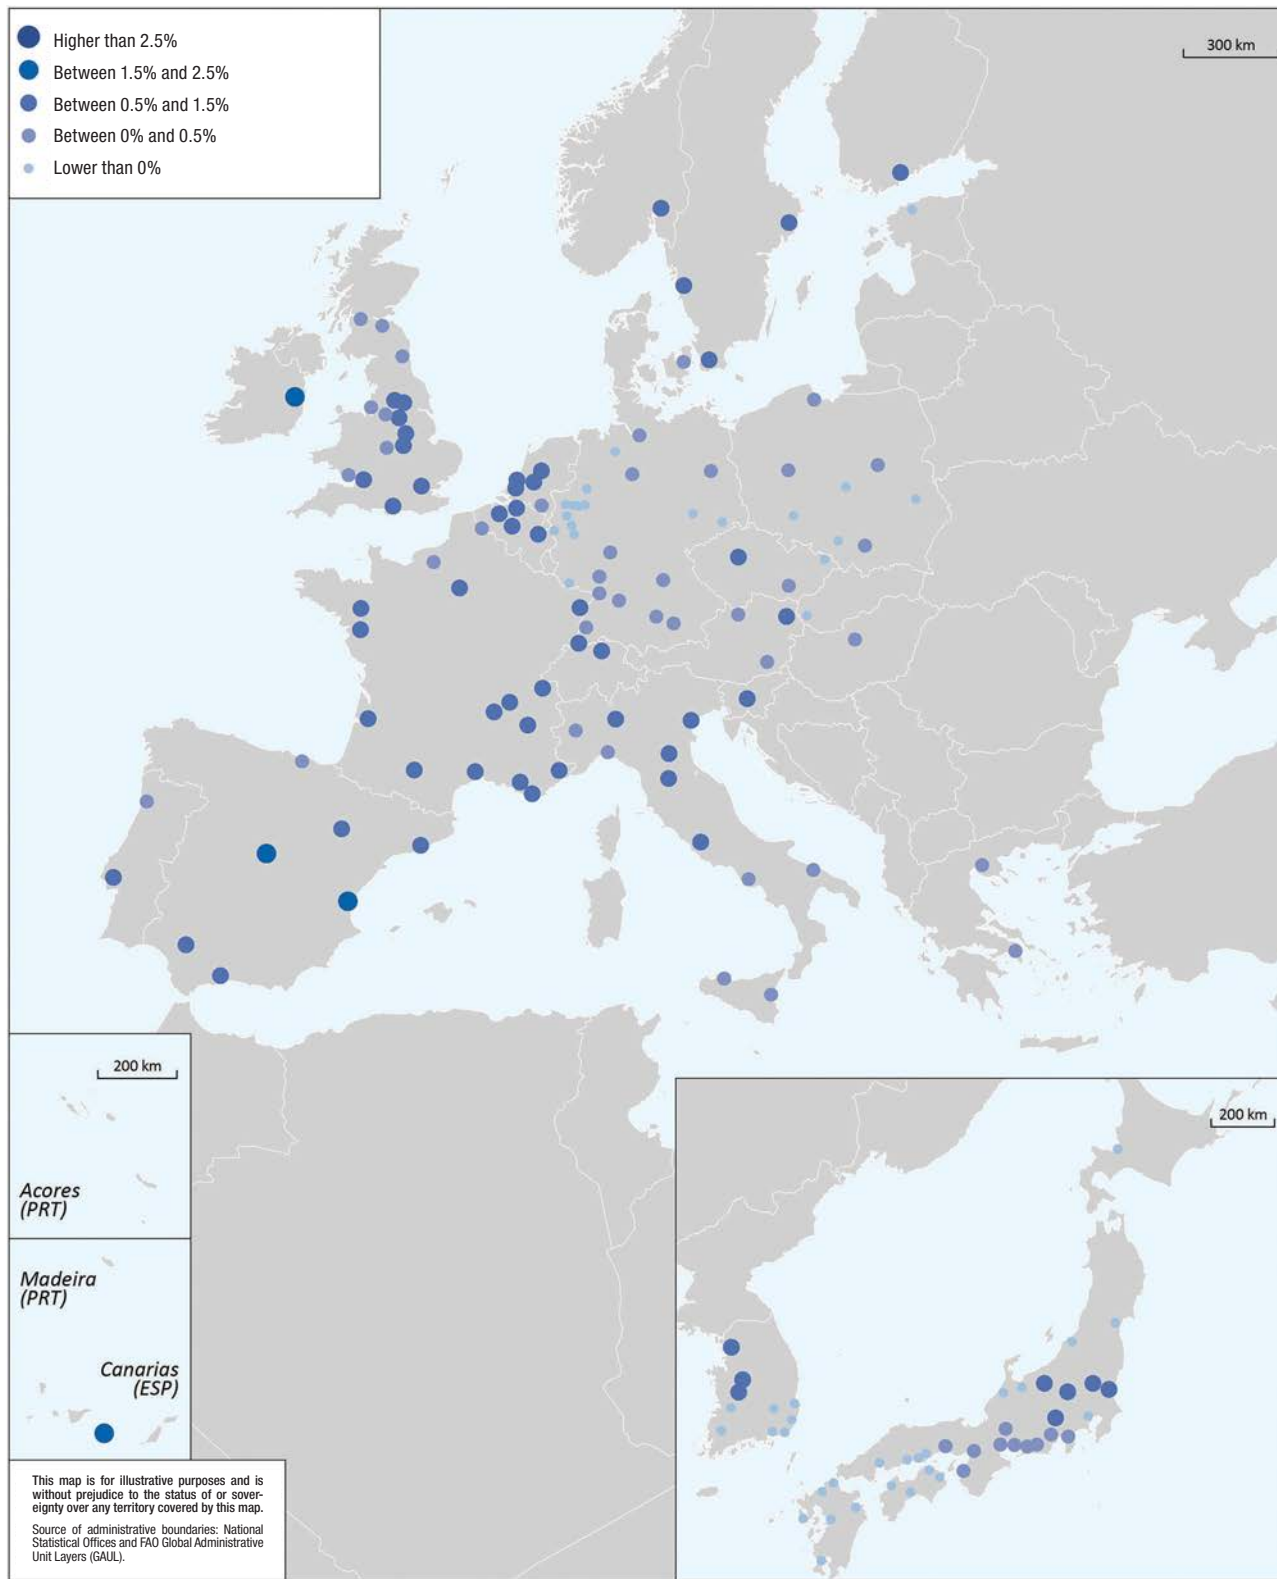 Higher than 2.5%
Between 1.5% and 2.5%
Between 0.5% and 1.5%
Between 0% and 0.5%
Lower than 0%
300 km
200 km
Acores
(PRT)
Madeira
(PRT)
Canarias
(ESP)
This map is for illustrative purposes and is
without prejudice to the status of or sover-
eignty over any territory covered by this map.
Source of administrative boundaries: National
Statistical Offices and FAO Global Administrative
Unit Layers (GAUL).
200 km